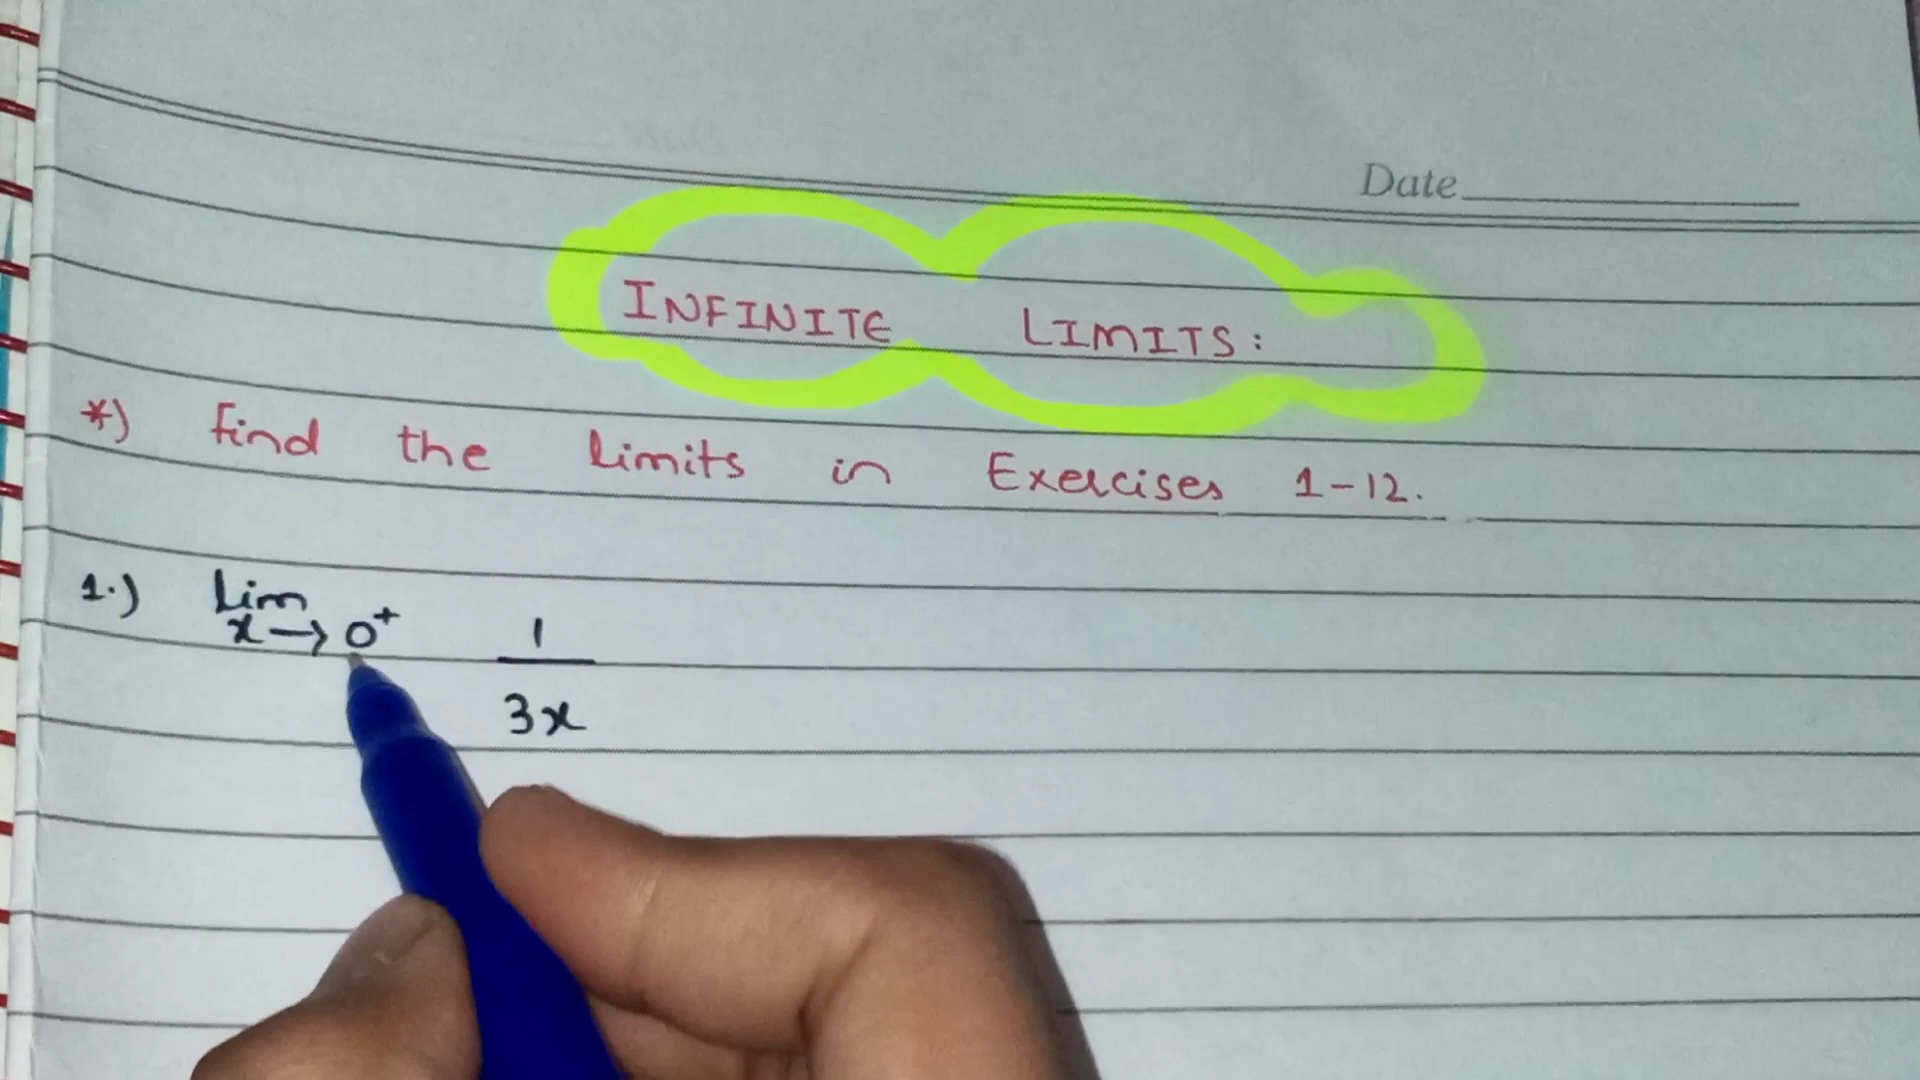 Date
INFINITE LIMITS:
*) Find the limits in Exercises 1-12.
1.) Lim x→0⁺ 1/3x